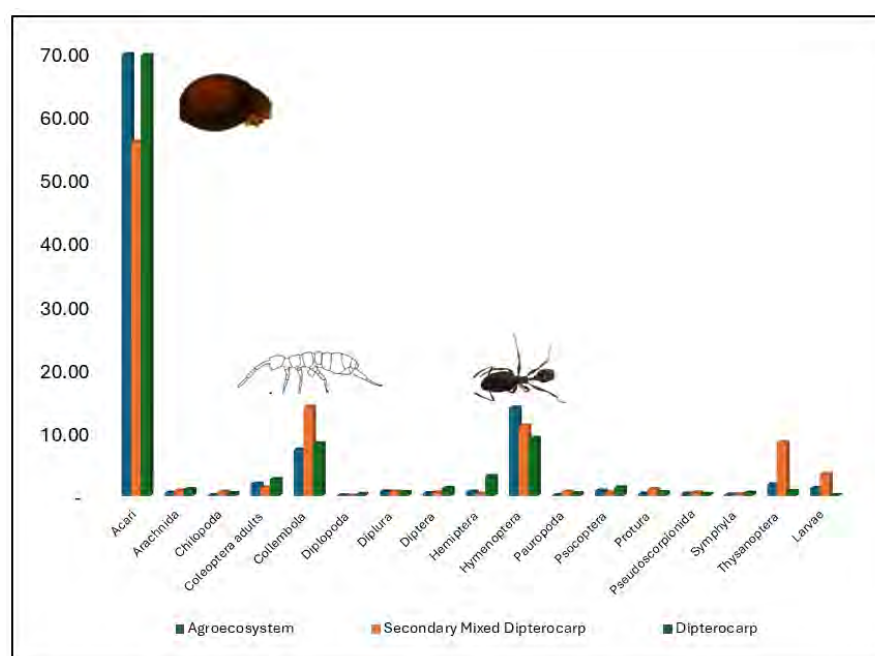 70.00
60.00
50.00
40.00
30.00
20.00
10.00
-
Acari
Arachnida
Chilopoda
Coleoptera adults
Collembola
Diplopoda
Diplura
Diptera
Hemiptera
Hymenoptera
Pauropoda
Psocoptera
Protura
Pseudoscorpionida
Symphyla
Thysanoptera
Larvae
Agroecosystem Secondary Mixed Dipterocarp Dipterocarp